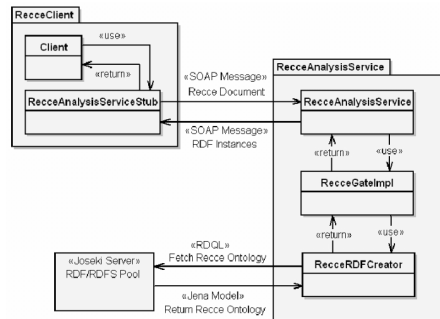 RecceClient
Client
«use»
«return»
RecceAnalysisServiceStub
«SOAP Message»
Recce Document
«SOAP Message»
RDF Instances
RecceAnalysisService
RecceAnalysisService
«return»
«use»
RecceGateImpl
«return»
«use»
RecceRDFCreator
«RDQL»
Fetch Recce Ontology
«Joseki Server»
RDF/RDFS Pool
«Jena Model»
Return Recce Ontology